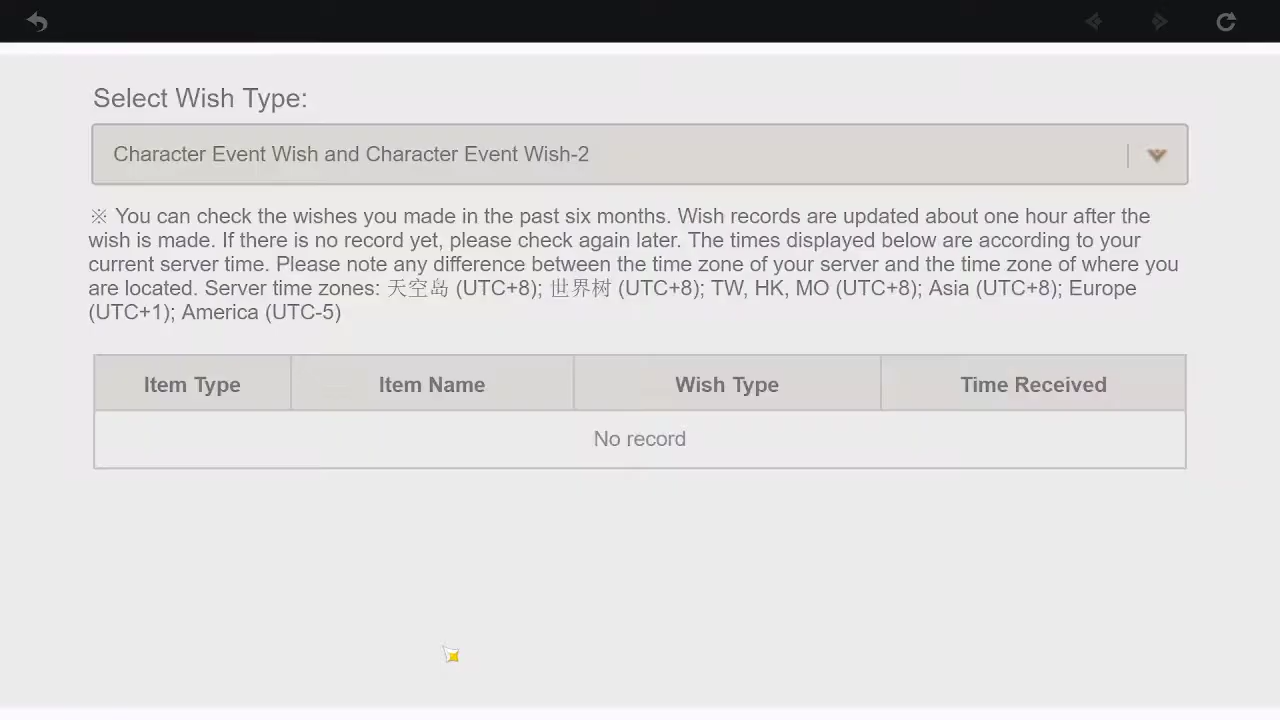 Select Wish Type:
Character Event Wish and Character Event Wish-2
※ You can check the wishes you made in the past six months. Wish records are updated about one hour after the
wish is made. If there is no record yet, please check again later. The times displayed below are according to your
current server time. Please note any difference between the time zone of your server and the time zone of where you
are located. Server time zones: 天空岛 (UTC+8); 世界树 (UTC+8); TW, HK, MO (UTC+8); Asia (UTC+8); Europe
(UTC+1); America (UTC-5)
Item Type Item Name Wish Type Time Received
No record